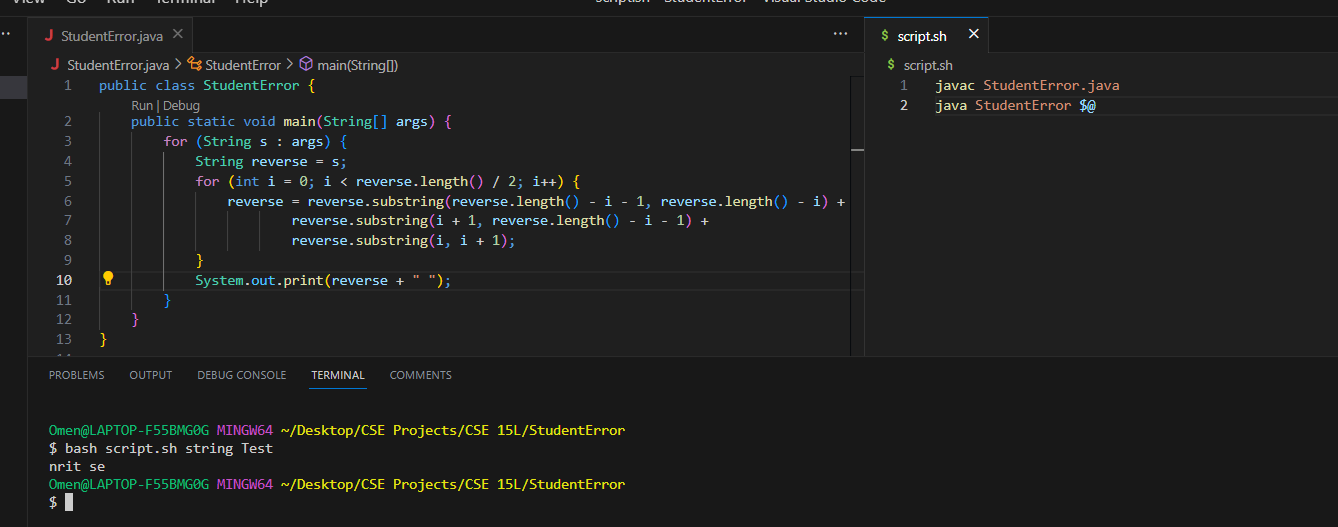 View Go Run Terminal Help
script.sh - StudentError - Visual Studio Code
StudentError.java
script.sh
StudentError.java > StudentError > main(String[])
script.sh
1 public class StudentError {
Run | Debug
2 public static void main(String[] args) {
3 for (String s : args) {
4 String reverse = s;
5 for (int i = 0; i < reverse.length() / 2; i++) {
6 reverse = reverse.substring(reverse.length() - i - 1, reverse.length() - i) +
7 reverse.substring(i + 1, reverse.length() - i - 1) +
8 reverse.substring(i, i + 1);
9 }
10 System.out.print(reverse + " ");
11 }
12 }
13 }
1 javac StudentError.java
2 java StudentError $@
PROBLEMS OUTPUT DEBUG CONSOLE TERMINAL COMMENTS
Omen@LAPTOP-F55BMG0G MINGW64 ~/Desktop/CSE Projects/CSE 15L/StudentError
$ bash script.sh string Test
nrit se
Omen@LAPTOP-F55BMG0G MINGW64 ~/Desktop/CSE Projects/CSE 15L/StudentError
$